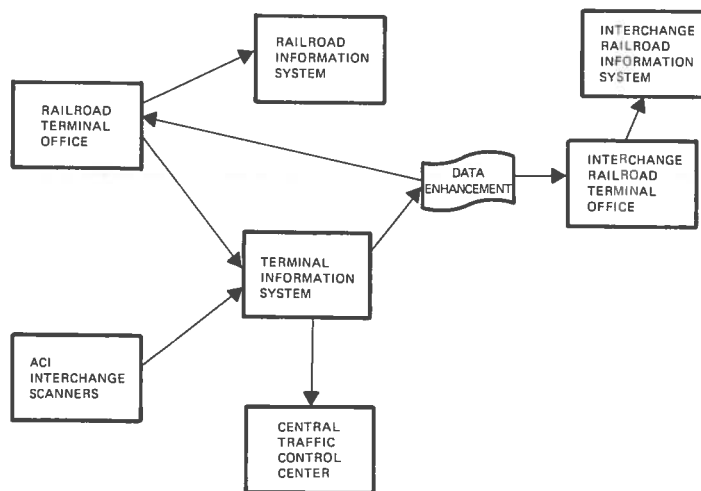 RAILROAD
INFORMATION
SYSTEM
INTERCHANGE
RAILROAD
INFORMATION
SYSTEM
RAILROAD
TERMINAL
OFFICE
DATA
ENHANCEMENT
INTERCHANGE
RAILROAD
TERMINAL
OFFICE
TERMINAL
INFORMATION
SYSTEM
ACI
INTERCHANGE
SCANNERS
CENTRAL
TRAFFIC
CONTROL
CENTER